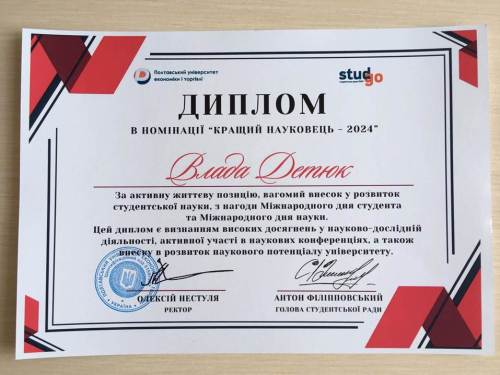 Полтавський університет
економіки і торгівлі
stud
go
ДИПЛОМ
В НОМІНАЦІЇ “КРАЩИЙ НАУКОВЕЦЬ – 2024”
Влада Детюк
За активну життєву позицію, вагомий внесок у розвиток
студентської науки, з нагоди Міжнародного дня студента
та Міжнародного дня науки.
Цей диплом є визнанням високих досягнень у науково-дослідній
діяльності, активної участі в наукових конференціях, а також
внеску в розвиток наукового потенціалу університету.
ОЛЕКСІЙ НЕСТУЛЯ
РЕКТОР
АНТОН ФІЛІППОВСЬКИЙ
ГОЛОВА СТУДЕНТСЬКОЇ РАДИ